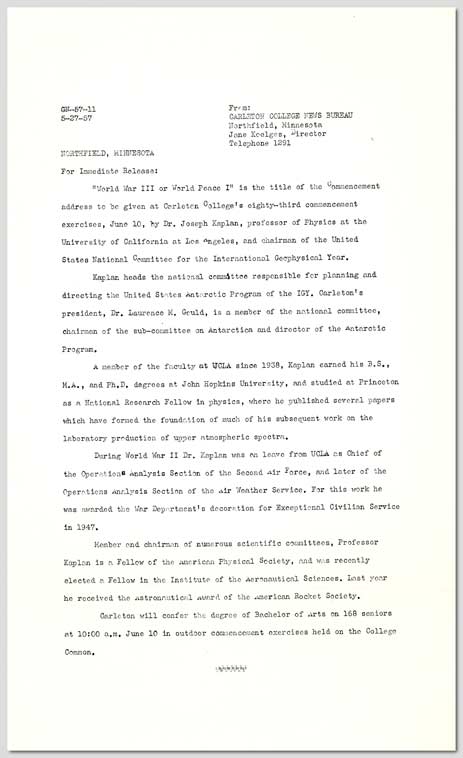 GN-57-11
5-27-57
From:
CARLETON COLLEGE NEWS BUREAU
Northfield, Minnesota
Jane Koelges, Director
Telephone 1291
NORTHFIELD, MINNESOTA
For Immediate Release:
"World War III or World Peace I" is the title of the Commencement
address to be given at Carleton College's eighty-third commencement
exercises, June 10, by Dr. Joseph Kaplan, professor of Physics at the
University of California at Los Angeles, and chairman of the United
States National Committee for the International Geophysical Year.
Kaplan heads the national committee responsible for planning and
directing the United States Antarctic Program of the IGY. Carleton's
president, Dr. Laurence M. Gould, is a member of the national committee,
chairman of the sub-committee on Antarctica and director of the Antarctic
Program.
A member of the faculty at UCLA since 1938, Kaplan earned his B.S.,
M.A., and Ph.D. degrees at John Hopkins University, and studied at Princeton
as a National Research Fellow in physics, where he published several papers
which have formed the foundation of much of his subsequent work on the
laboratory production of upper atmospheric spectra.
During World War II Dr. Kaplan was on leave from UCLA as Chief of
the Operations Analysis Section of the Second Air Force, and later of the
Operations Analysis Section of the Air Weather Service. For this work he
was awarded the War Department's decoration for Exceptional Civilian Service
in 1947.
Member and chairman of numerous scientific committees, Professor
Kaplan is a Fellow of the American Physical Society, and was recently
elected a Fellow in the Institute of the Aeronautical Sciences. Last year
he received the Astronautical Award of the American Rocket Society.
Carleton will confer the degree of Bachelor of Arts on 168 seniors
at 10:00 a.m. June 10 in outdoor commencement exercises held on the College
Common.